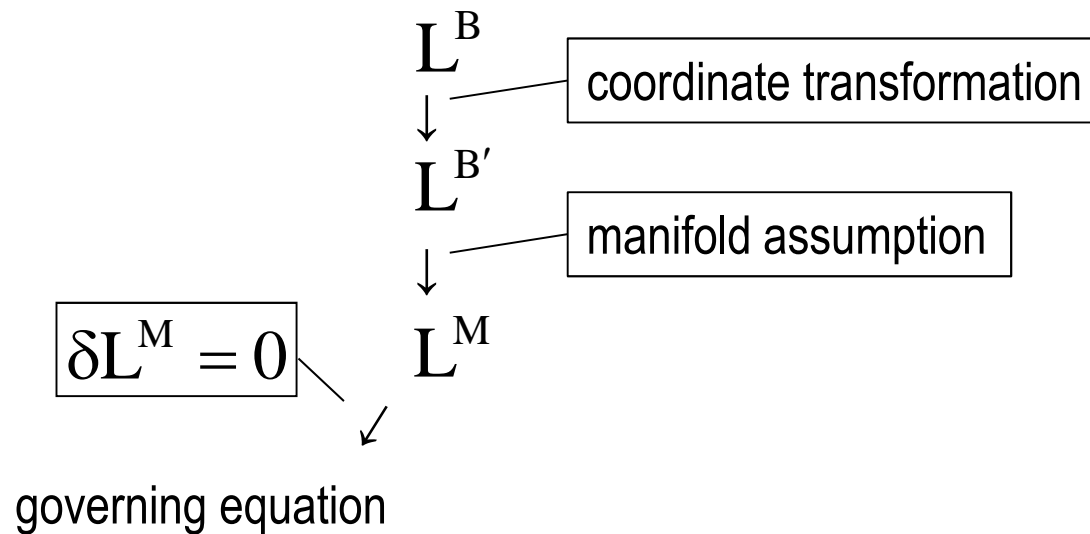 L^B
coordinate transformation
↓
L^B′
manifold assumption
↓
L^M
δL^M = 0
↙
governing equation